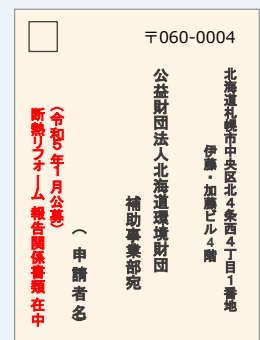 〒060-0004
北海道札幌市中央区北4条西4丁目1番地
伊藤・加藤ビル4階
公益財団法人北海道環境財団
補助事業部宛
(申請者名)
(令和5年1月公募)
断熱リフォーム報告関係書類在中